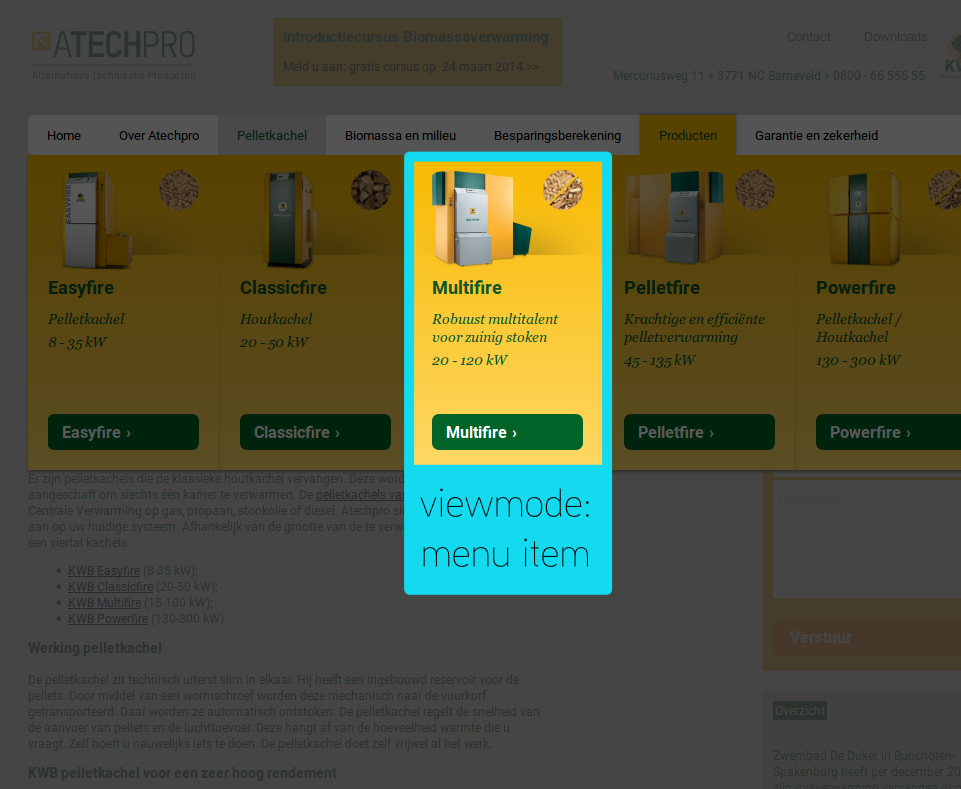 ATECHPRO
Alternatieve Technische Producten
Introductiecursus Biomassaverwarming
Meld u aan: gratis cursus op 24 maart 2014 >>
Contact
Downloads
Mercuriusweg 11 » 3771 NC Barneveld » 0800 - 66 555 55
Home
Over Atechpro
Pelletkachel
Biomassa en milieu
Besparingsberekening
Producten
Garantie en zekerheid
EASYFIRE
Easyfire
Pelletkachel
8 - 35 kW
Easyfire ›
Classicfire
Houtkachel
20 - 50 kW
Classicfire ›
Multifire
Robuust multitalent
voor zuinig stoken
20 - 120 kW
Multifire ›
Pelletfire
Krachtige en efficiënte
pelletverwarming
45 - 135 kW
Pelletfire ›
Powerfire
Pelletkachel /
Houtkachel
130 - 300 kW
Powerfire ›
viewmode:
menu item
Er zijn pelletkachels die de klassieke houtkachel vervangen. Deze word
aangeschaft om slechts één kamer te verwarmen. De pelletkachels va
Centrale Verwarming op gas, propaan, stookolie of diesel. Atechpro sl
aan op uw huidige systeem. Afhankelijk van de grootte van de te verw
een viertal kachels:
• KWB Easyfire (8-35 kW);
• KWB Classicfire (20-50 kW);
• KWB Multifire (15-100 kW);
• KWB Powerfire (130-300 kW).
Werking pelletkachel
De pelletkachel zit technisch uiterst slim in elkaar. Hij heeft een ingebouwd reservoir voor de
pellets. Door middel van een wormschroef worden deze mechanisch naar de vuurkorf
getransporteerd. Daar worden ze automatisch ontstoken. De pelletkachel regelt de snelheid van
de aanvoer van pellets en de luchttoevoer. Deze hangt af van de hoeveelheid warmte die u
vraagt. Zelf hoeft u nauwelijks iets te doen. De pelletkachel doet zelf vrijwel al het werk.
KWB pelletkachel voor een zeer hoog rendement
Opmerking
Verstuur
Overzicht
Zwembad De Duker in Bunchoten-
Spakenburg heeft per december 20